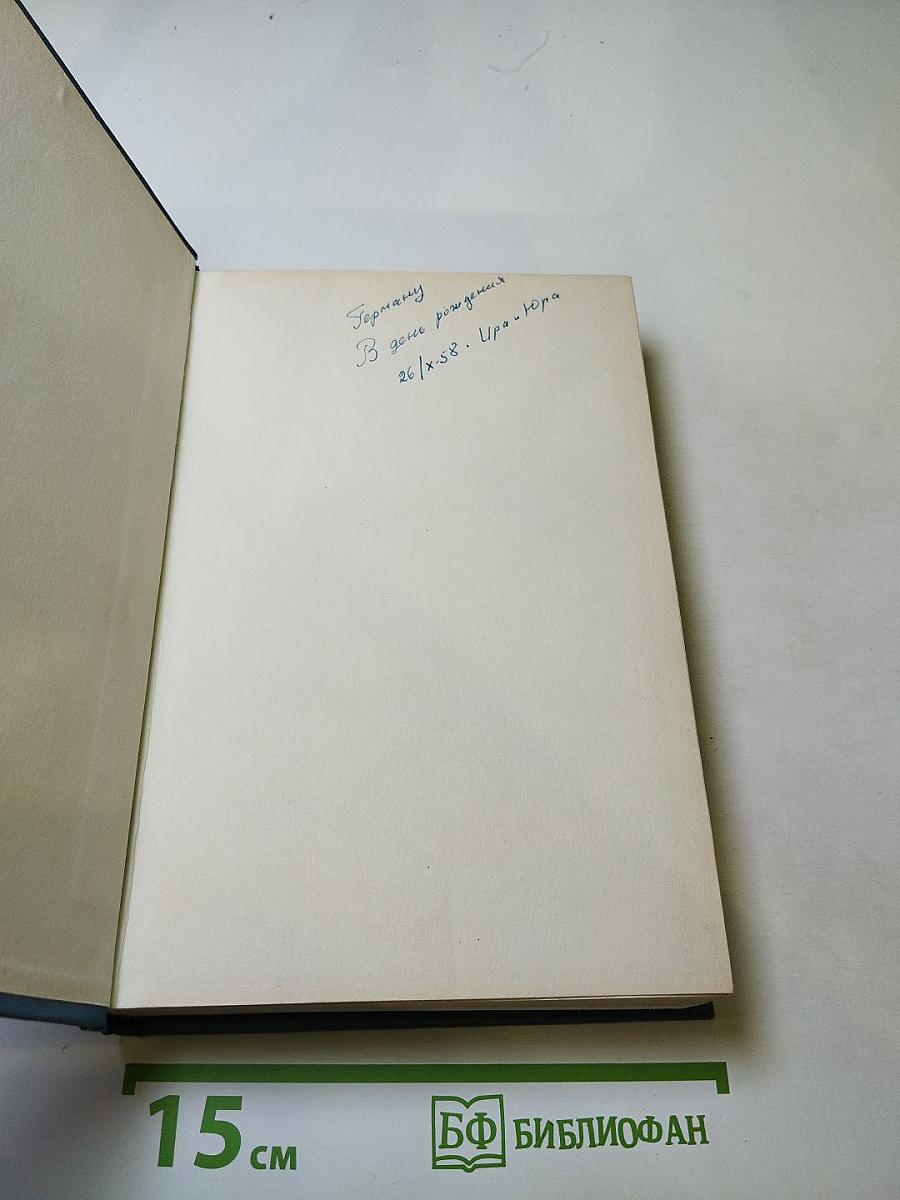 Герману
В день рождения
26/X-58. Ира и Юра
15 см
БФ БИБЛИОФАН